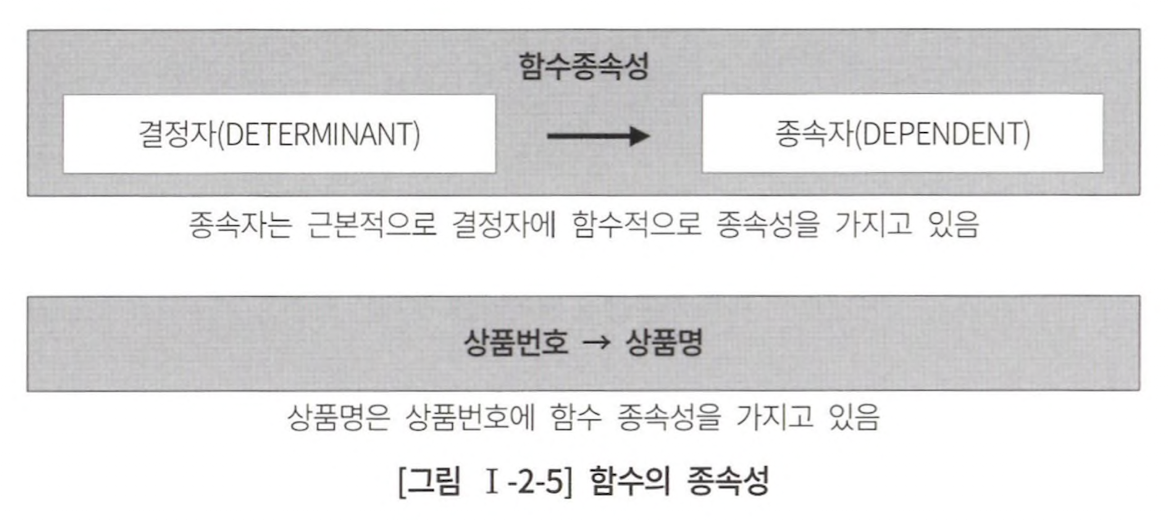 함수종속성
결정자(DETERMINANT) → 종속자(DEPENDENT)
종속자는 근본적으로 결정자에 함수적으로 종속성을 가지고 있음
상품번호 → 상품명
상품명은 상품번호에 함수 종속성을 가지고 있음
[그림 Ⅰ-2-5] 함수의 종속성